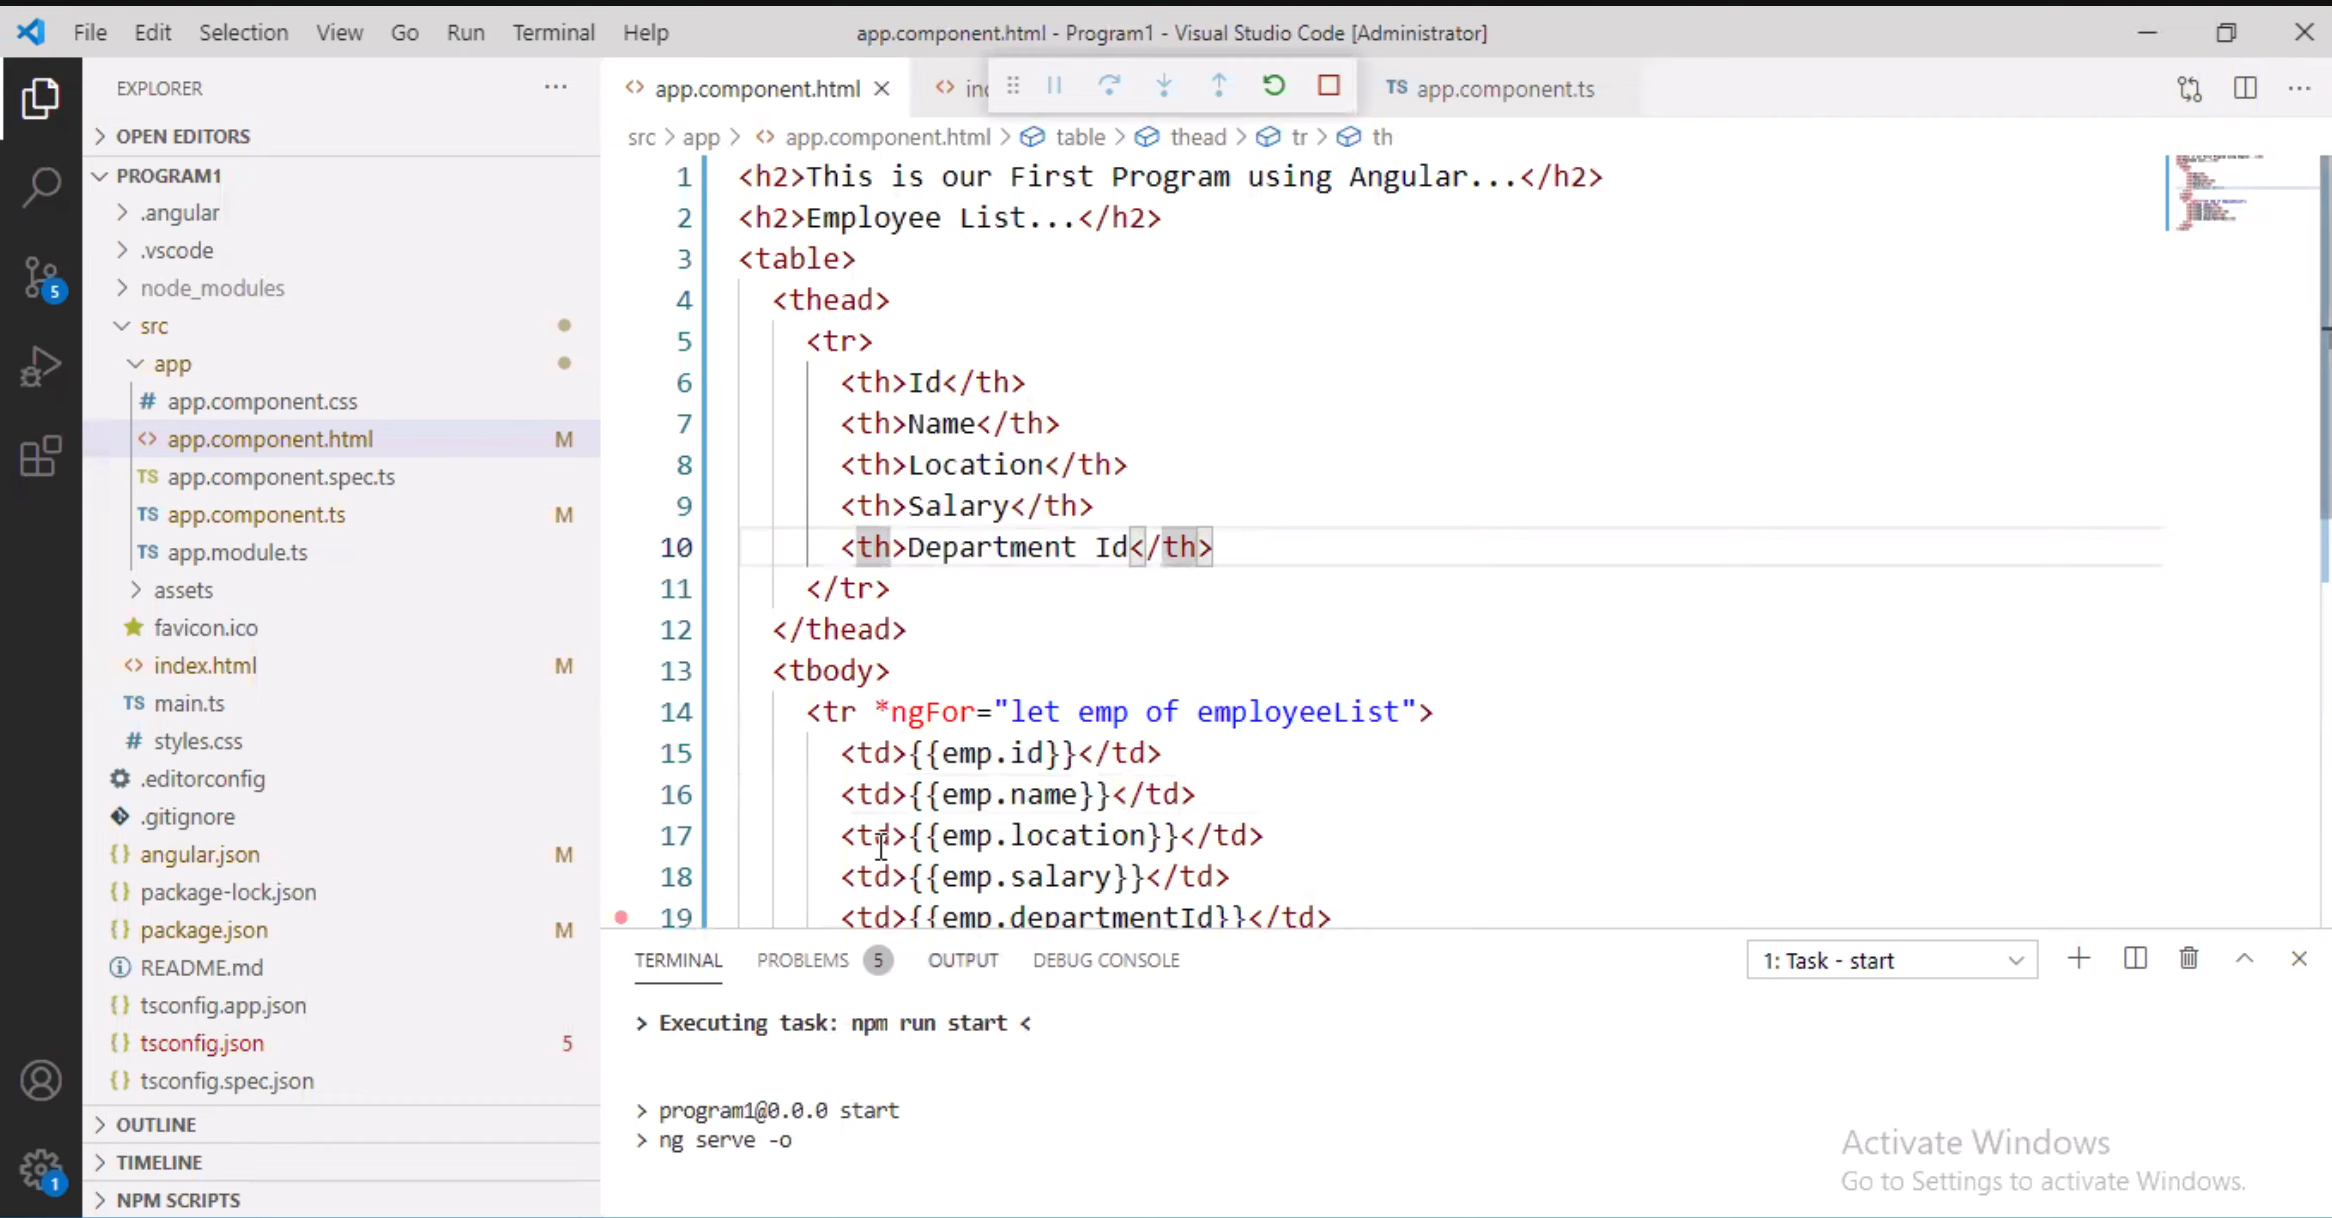 File Edit Selection View Go Run Terminal Help
app.component.html - Program1 - Visual Studio Code [Administrator]
EXPLORER
OPEN EDITORS
PROGRAM1
.angular
.vscode
node_modules
src
app
# app.component.css
<> app.component.html M
TS app.component.spec.ts
TS app.component.ts M
TS app.module.ts
assets
favicon.ico
<> index.html M
TS main.ts
# styles.css
.editorconfig
.gitignore
{} angular.json M
{} package-lock.json
{} package.json M
README.md
{} tsconfig.app.json
{} tsconfig.json 5
{} tsconfig.spec.json
OUTLINE
TIMELINE
NPM SCRIPTS
5
1
<> app.component.html
TS app.component.ts
src > app > <> app.component.html > table > thead > tr > th
1 <h2>This is our First Program using Angular...</h2>
2 <h2>Employee List...</h2>
3 <table>
4 <thead>
5 <tr>
6 <th>Id</th>
7 <th>Name</th>
8 <th>Location</th>
9 <th>Salary</th>
10 <th>Department Id</th>
11 </tr>
12 </thead>
13 <tbody>
14 <tr *ngFor="let emp of employeeList">
15 <td>{{emp.id}}</td>
16 <td>{{emp.name}}</td>
17 <td>{{emp.location}}</td>
18 <td>{{emp.salary}}</td>
19 <td>{{emp.departmentId}}</td>
TERMINAL PROBLEMS 5 OUTPUT DEBUG CONSOLE
1: Task - start
> Executing task: npm run start <
> program1@0.0.0 start
> ng serve -o
Activate Windows
Go to Settings to activate Windows.